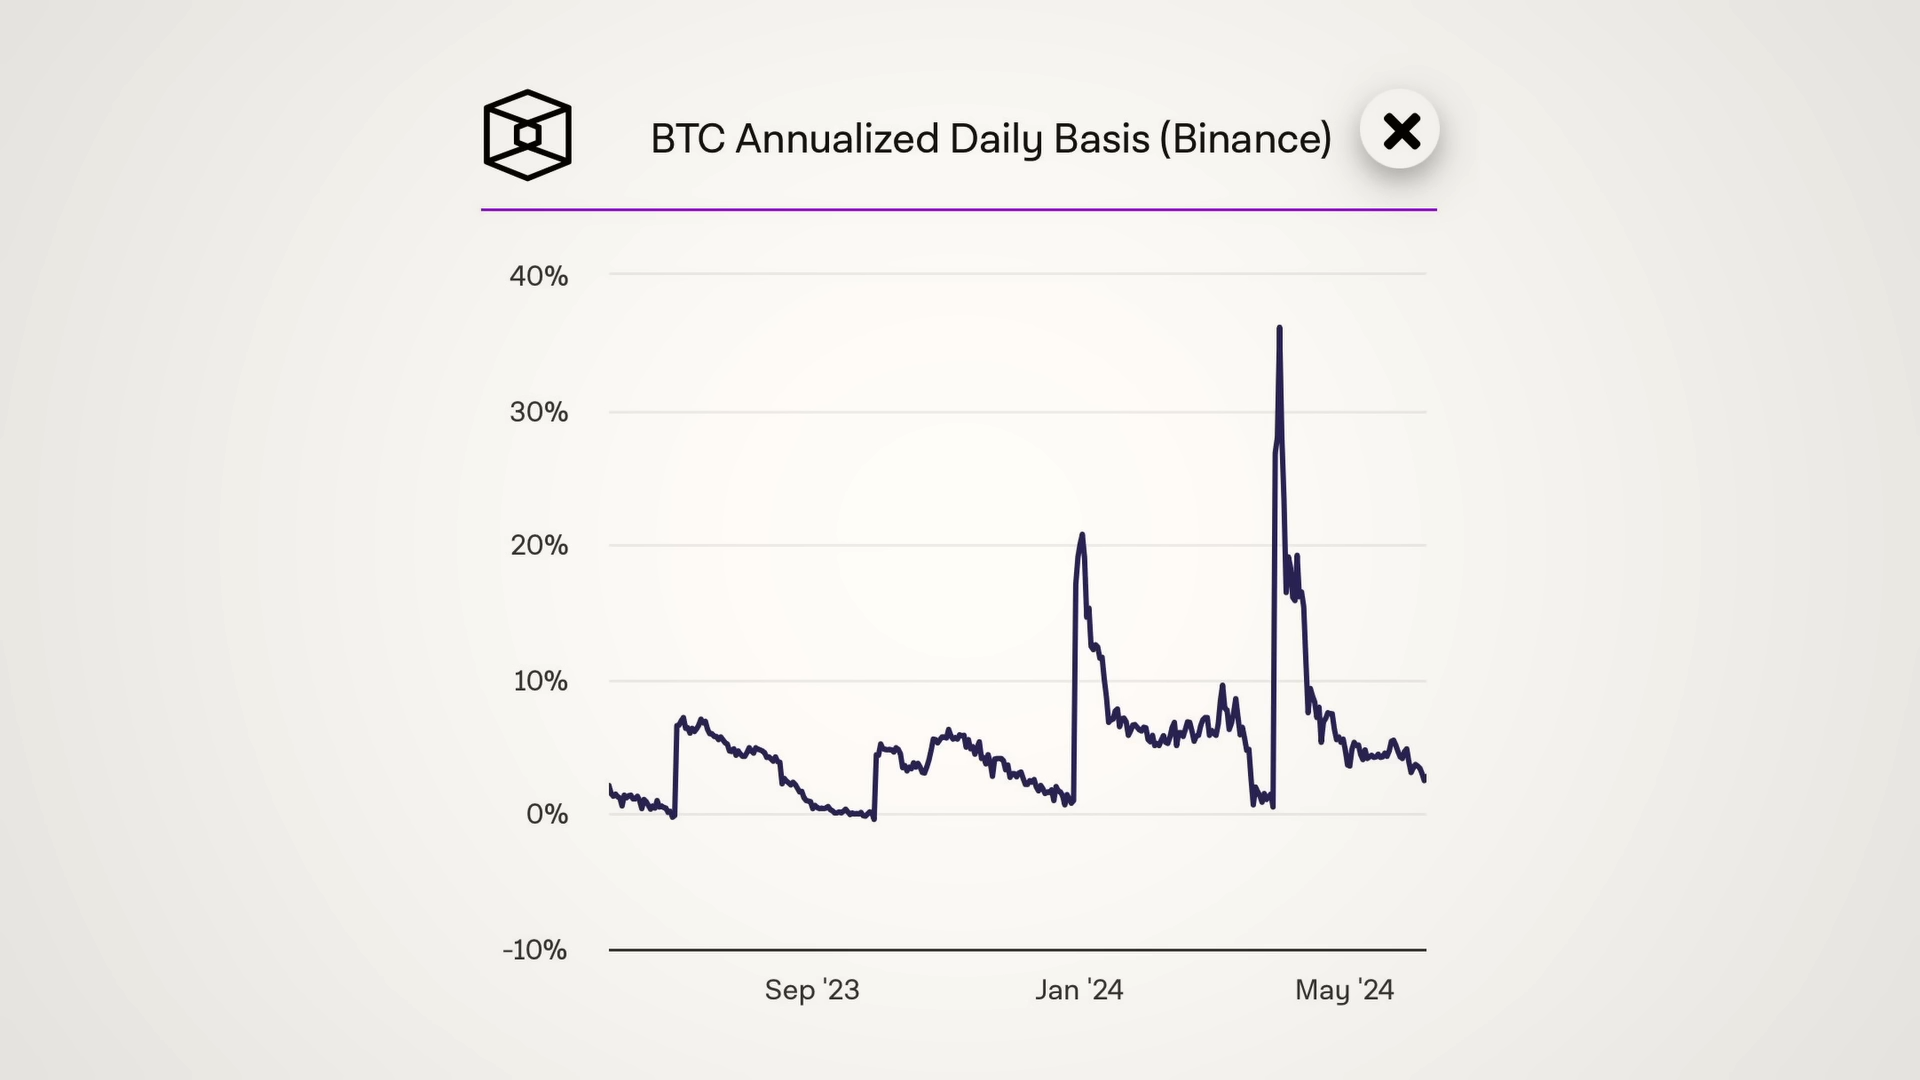 BTC Annualized Daily Basis (Binance)
40%
30%
20%
10%
0%
-10%
Sep '23
Jan '24
May '24